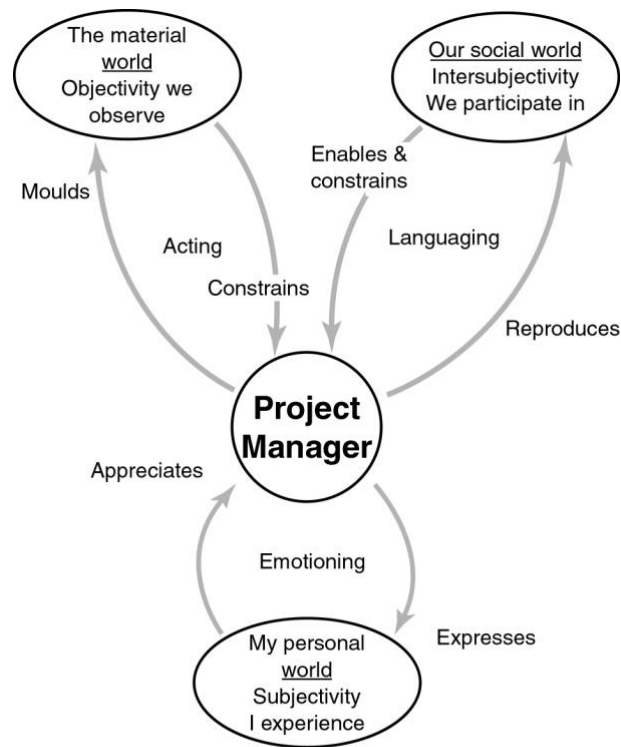 The material
world
Objectivity we
observe
Our social world
Intersubjectivity
We participate in
Enables &
constrains
Moulds
Acting
Languaging
Constrains
Reproduces
Project
Manager
Appreciates
Emotioning
Expresses
My personal
world
Subjectivity
I experience